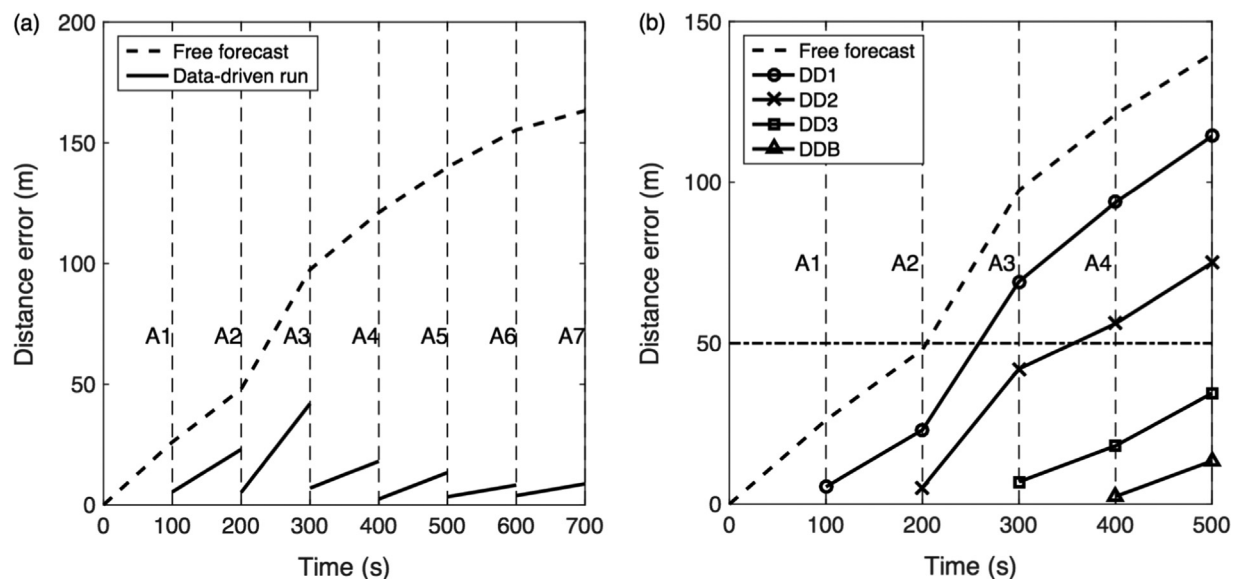 (a)
200
150
100
50
0
Distance error (m)
Free forecast
Data-driven run
A1 A2 A3 A4 A5 A6 A7
0 100 200 300 400 500 600 700
Time (s)
(b)
150
100
50
0
Distance error (m)
Free forecast
DD1
DD2
DD3
DDB
A1 A2 A3 A4
0 100 200 300 400 500
Time (s)